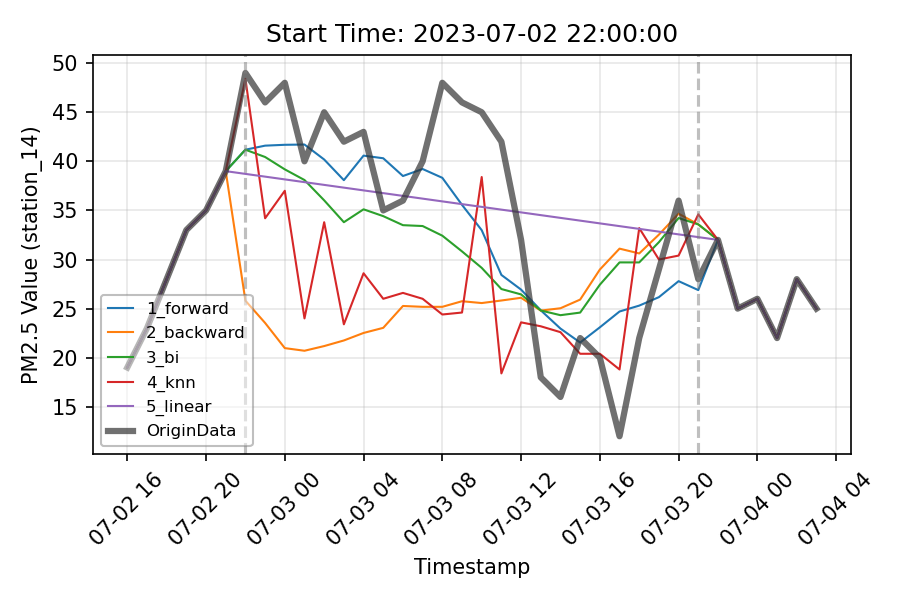 Start Time: 2023-07-02 22:00:00
PM2.5 Value (station_14)
50
45
40
35
30
25
20
15
1_forward
2_backward
3_bi
4_knn
5_linear
OriginData
07-02 16
07-02 20
07-03 00
07-03 04
07-03 08
07-03 12
07-03 16
07-03 20
07-04 00
07-04 04
Timestamp